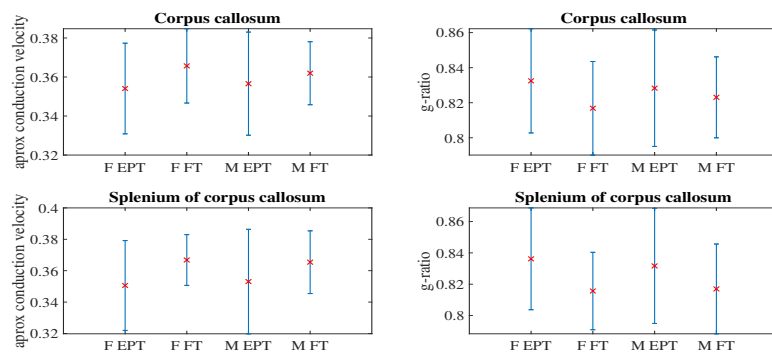 Corpus callosum
aprox conduction velocity
0.38
0.36
0.34
0.32
F EPT F FT M EPT M FT
Corpus callosum
g-ratio
0.86
0.84
0.82
0.8
F EPT F FT M EPT M FT
Splenium of corpus callosum
aprox conduction velocity
0.4
0.38
0.36
0.34
0.32
F EPT F FT M EPT M FT
Splenium of corpus callosum
g-ratio
0.86
0.84
0.82
0.8
F EPT F FT M EPT M FT